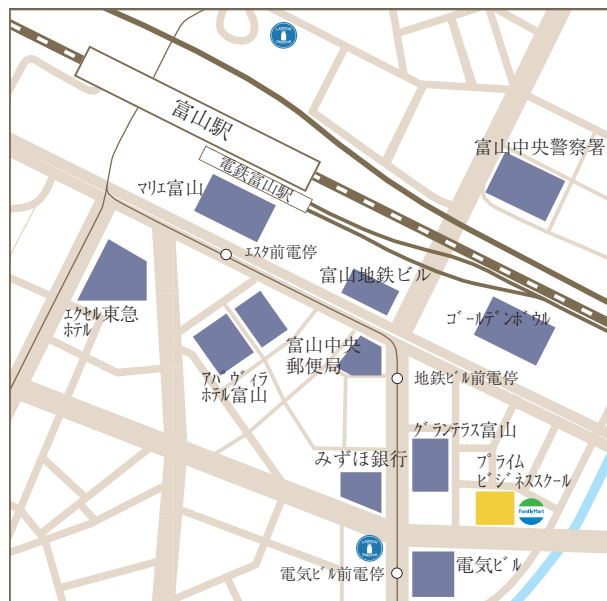 LAWSON
STATION
富山駅
電鉄富山駅
富山中央警察署
マリエ富山
エスタ前電停
富山地鉄ビル
エクセル東急
ホテル
ゴールデンボウル
富山中央
郵便局
アパヴィラ
ホテル富山
地鉄ビル前電停
グランテラス富山
みずほ銀行
プライム
ビジネススクール
FamilyMart
LAWSON
STATION
電気ビル
電気ビル前電停